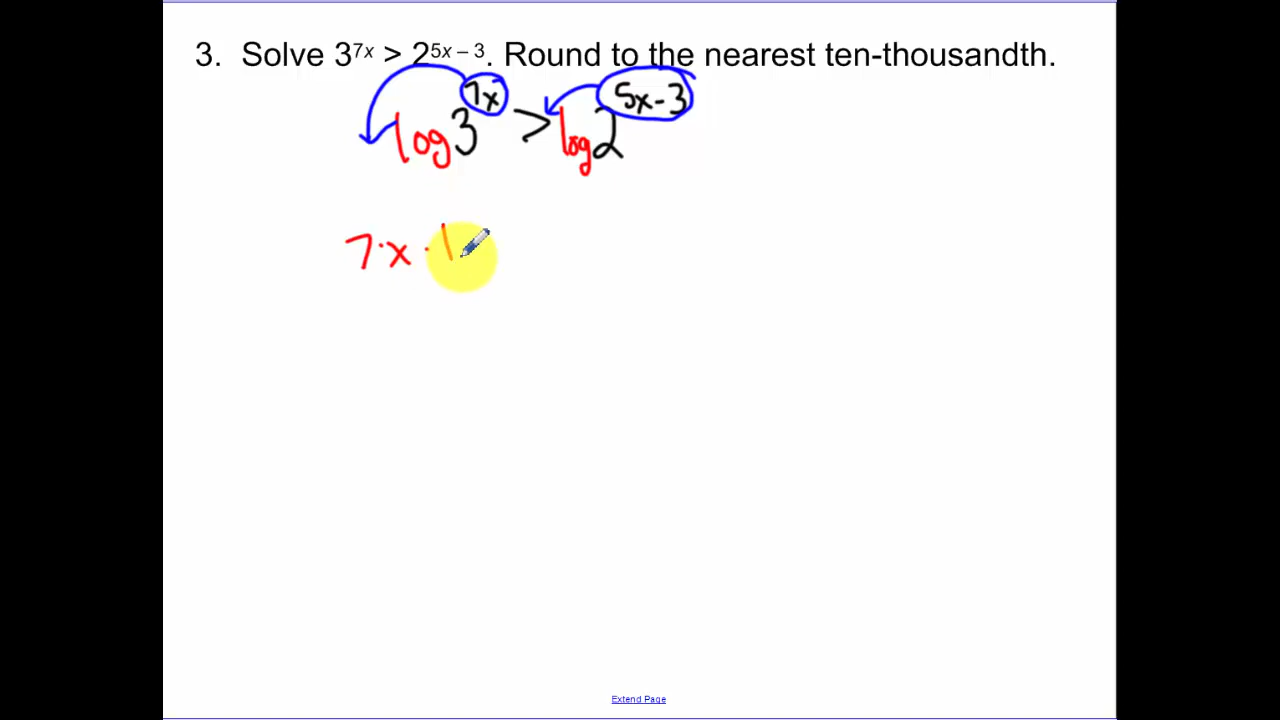 3. Solve 3^{7x} > 2^{5x – 3}. Round to the nearest ten-thousandth.
log 3^{7x} > log 2^{5x-3}
7·x·l
Extend Page